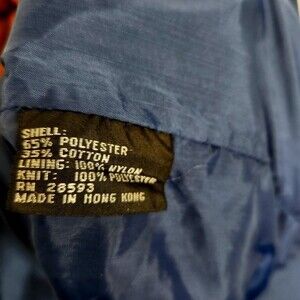 SHELL:
65% POLYESTER
35% COTTON
LINING: 100% NYLON
KNIT: 100% POLYESTER
RN 28593
MADE IN HONG KONG